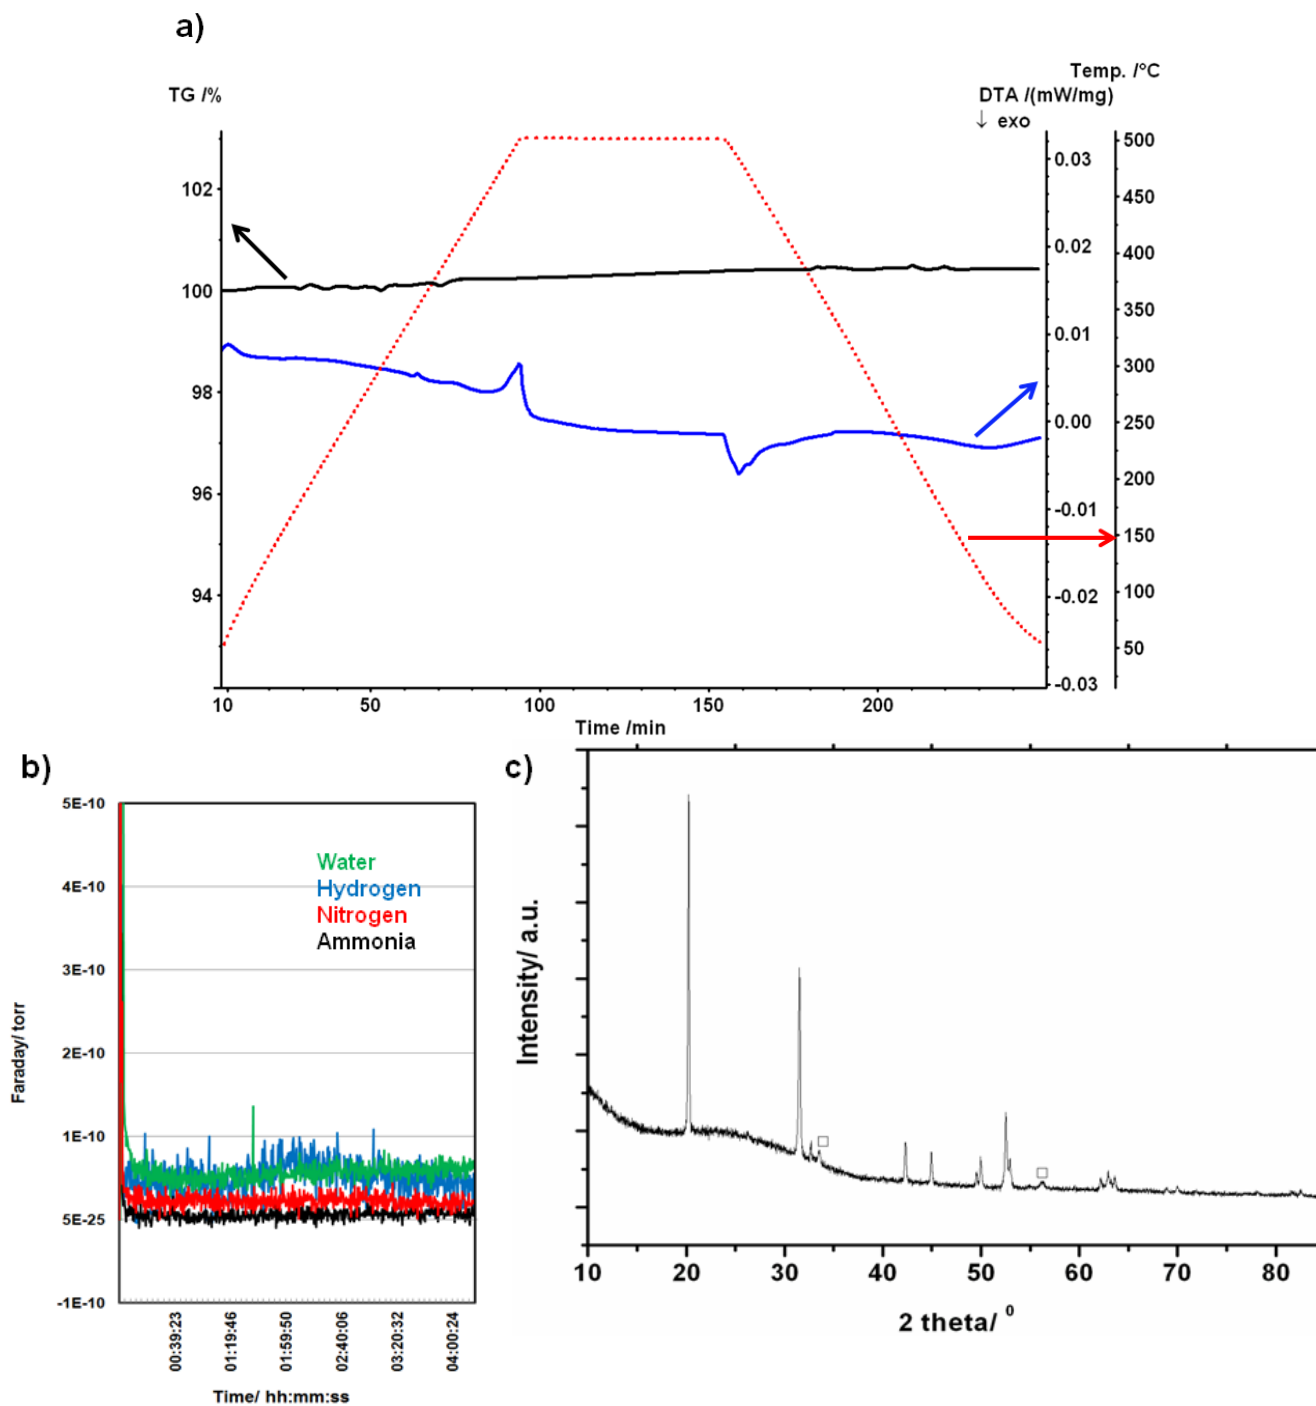 a)
Temp. /°C
TG /%
DTA /(mW/mg)
↓ exo
500
0.03
450
102
0.02
400
350
100
0.01
300
98
0.00
250
200
96
-0.01
150
100
94
-0.02
50
-0.03
10 50 100 150 200
Time /min
b)
5E-10
Water
4E-10
Hydrogen
Nitrogen
Ammonia
3E-10
2E-10
1E-10
5E-25
-1E-10
Faraday/ torr
00:39:23
01:19:46
01:59:50
02:40:06
03:20:32
04:00:24
Time/ hh:mm:ss
c)
Intensity/ a.u.
10 20 30 40 50 60 70 80
2 theta/ ⁰